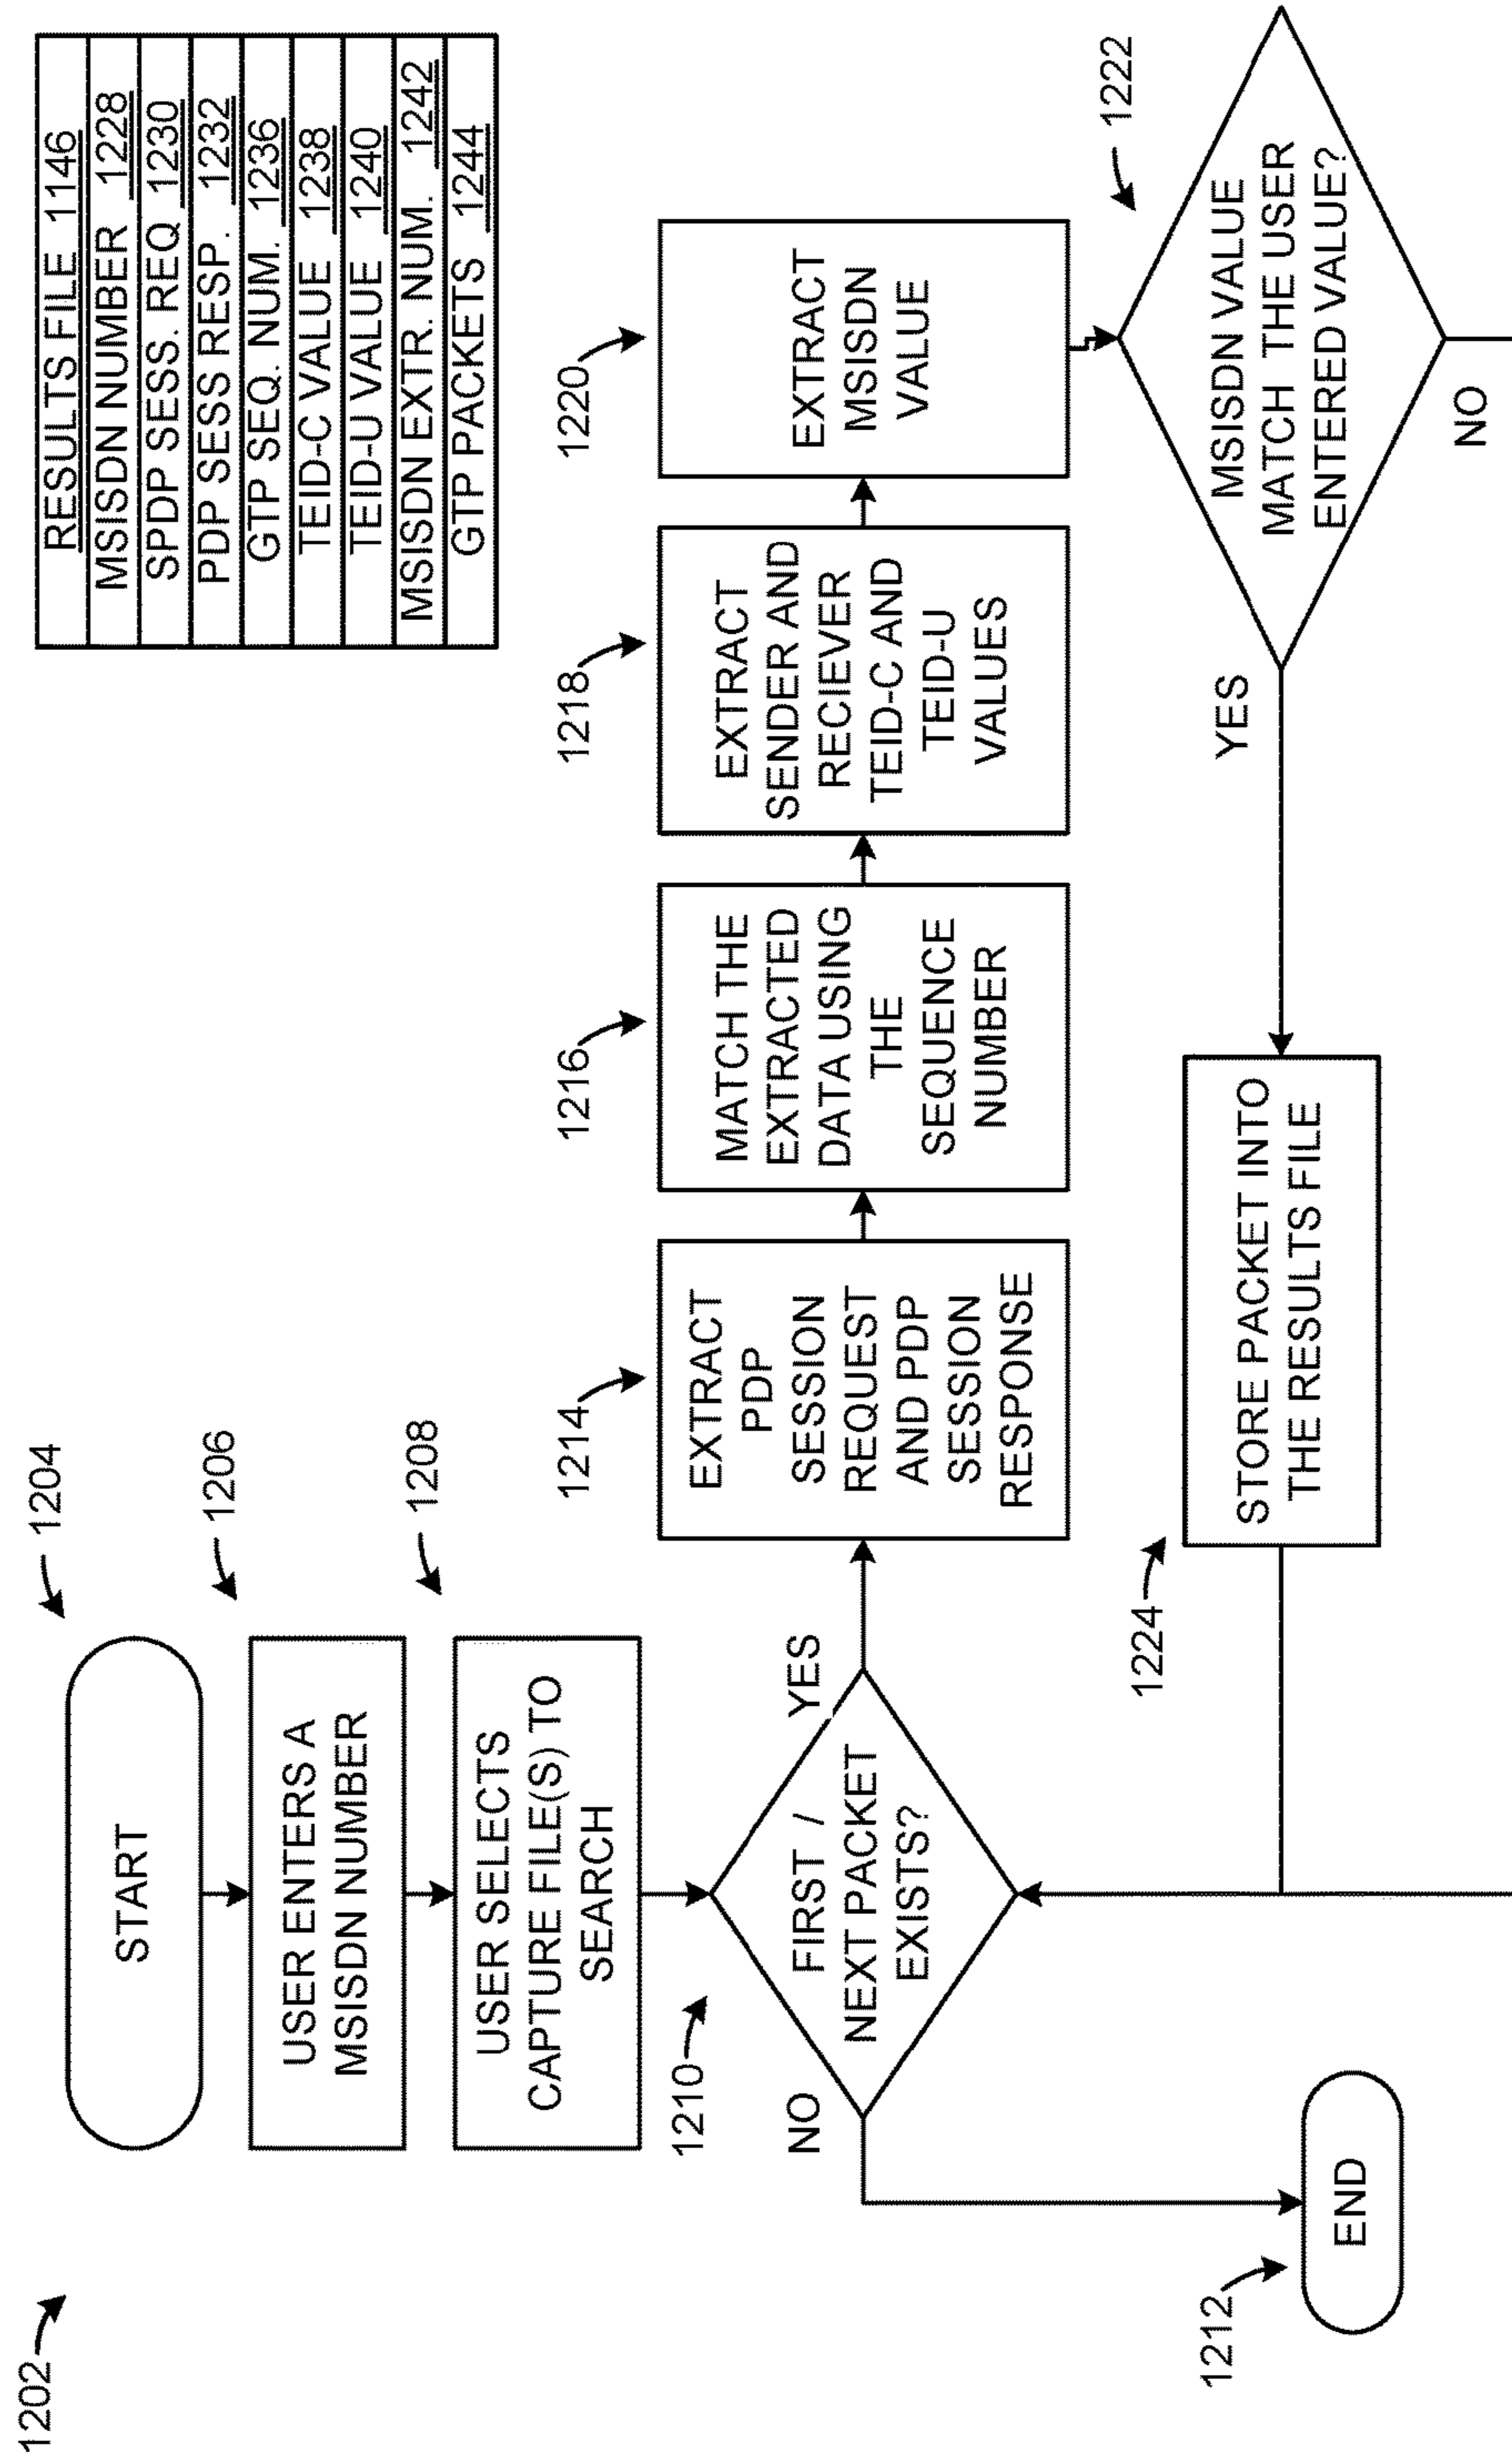 1202
START
1204
USER ENTERS A
MSISDN NUMBER
1206
USER SELECTS
CAPTURE FILE(S) TO
SEARCH
1208
1210
FIRST /
NEXT PACKET
EXISTS?
NO
YES
1212
END
1214
EXTRACT
PDP
SESSION
REQUEST
AND PDP
SESSION
RESPONSE
1216
MATCH THE
EXTRACTED
DATA USING
THE
SEQUENCE
NUMBER
1218
EXTRACT
SENDER AND
RECIEVER
TEID-C AND
TEID-U
VALUES
1220
EXTRACT
MSISDN
VALUE
1222
MSISDN VALUE
MATCH THE USER
ENTERED VALUE?
YES
NO
1224
STORE PACKET INTO
THE RESULTS FILE
RESULTS FILE 1146
MSISDN NUMBER 1228
SPDP SESS. REQ 1230
PDP SESS RESP. 1232
GTP SEQ. NUM. 1236
TEID-C VALUE 1238
TEID-U VALUE 1240
MSISDN EXTR. NUM. 1242
GTP PACKETS 1244